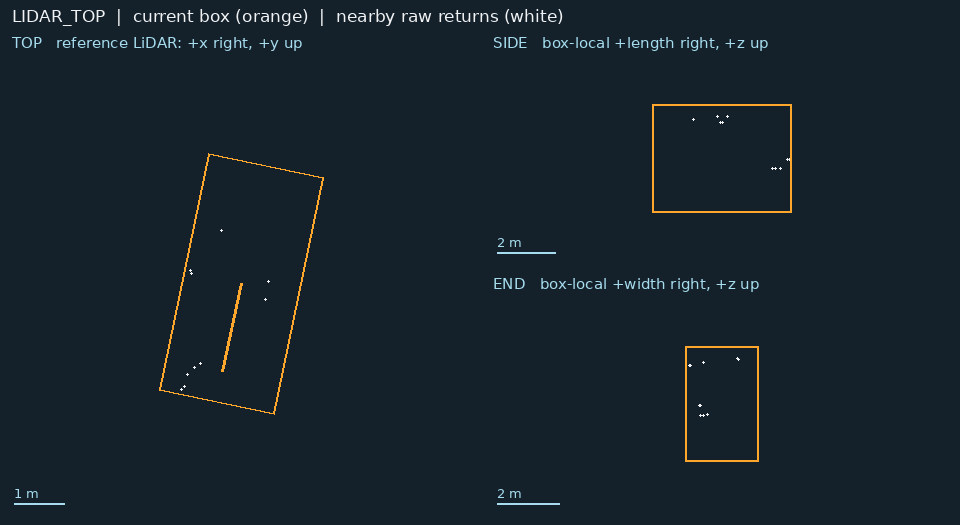 LIDAR_TOP | current box (orange) | nearby raw returns (white)
TOP reference LiDAR: +x right, +y up
SIDE box-local +length right, +z up
2 m
END box-local +width right, +z up
1 m
2 m